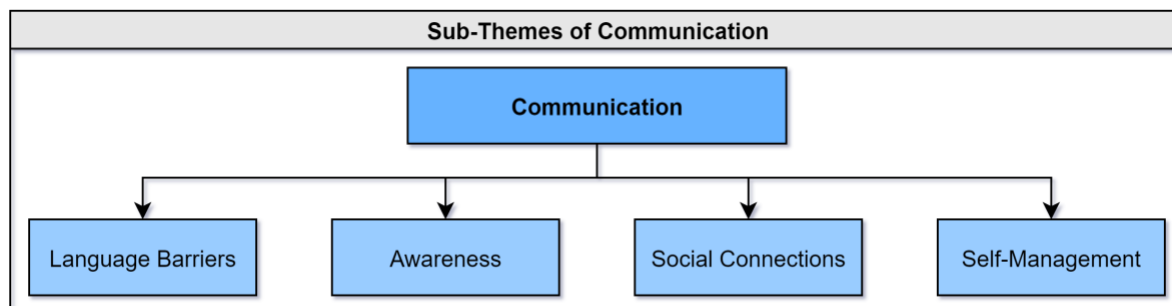 Sub-Themes of Communication
Communication
Language Barriers
Awareness
Social Connections
Self-Management